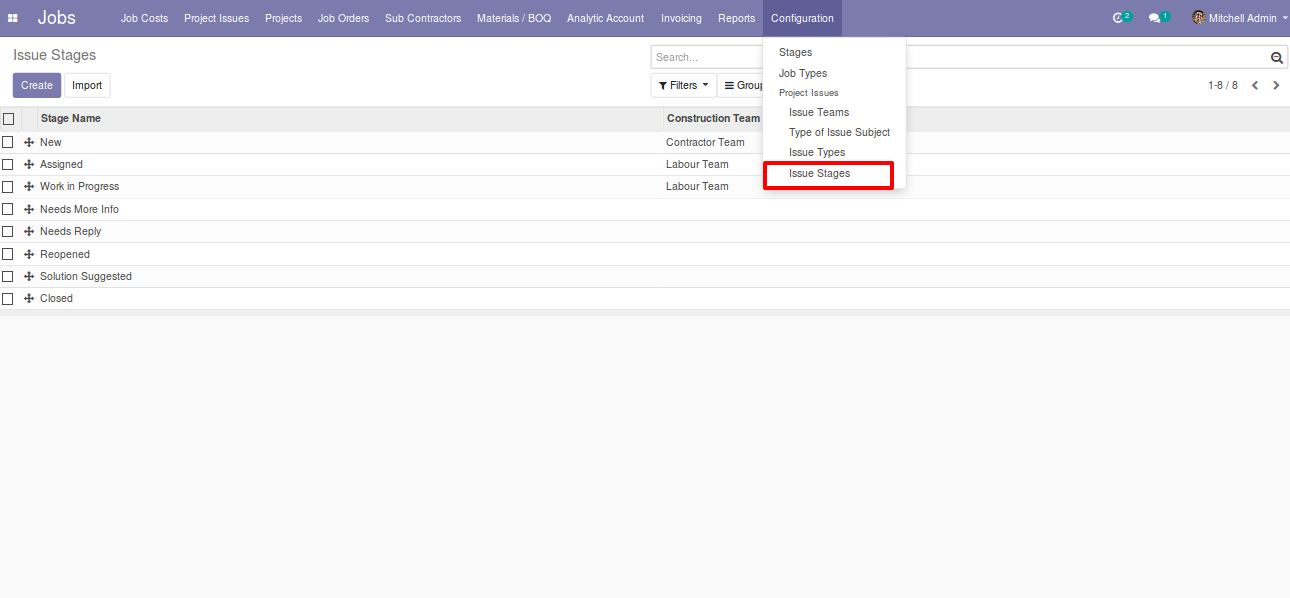 Jobs Job Costs Project Issues Projects Job Orders Sub Contractors Materials / BOQ Analytic Account Invoicing Reports Configuration 2 1 Mitchell Admin
Issue Stages
Search...
Create Import
Filters Group
1-8 / 8
Stages
Job Types
Project Issues
Issue Teams
Type of Issue Subject
Issue Types
Issue Stages
Stage Name Construction Team
New Contractor Team
Assigned Labour Team
Work in Progress Labour Team
Needs More Info
Needs Reply
Reopened
Solution Suggested
Closed